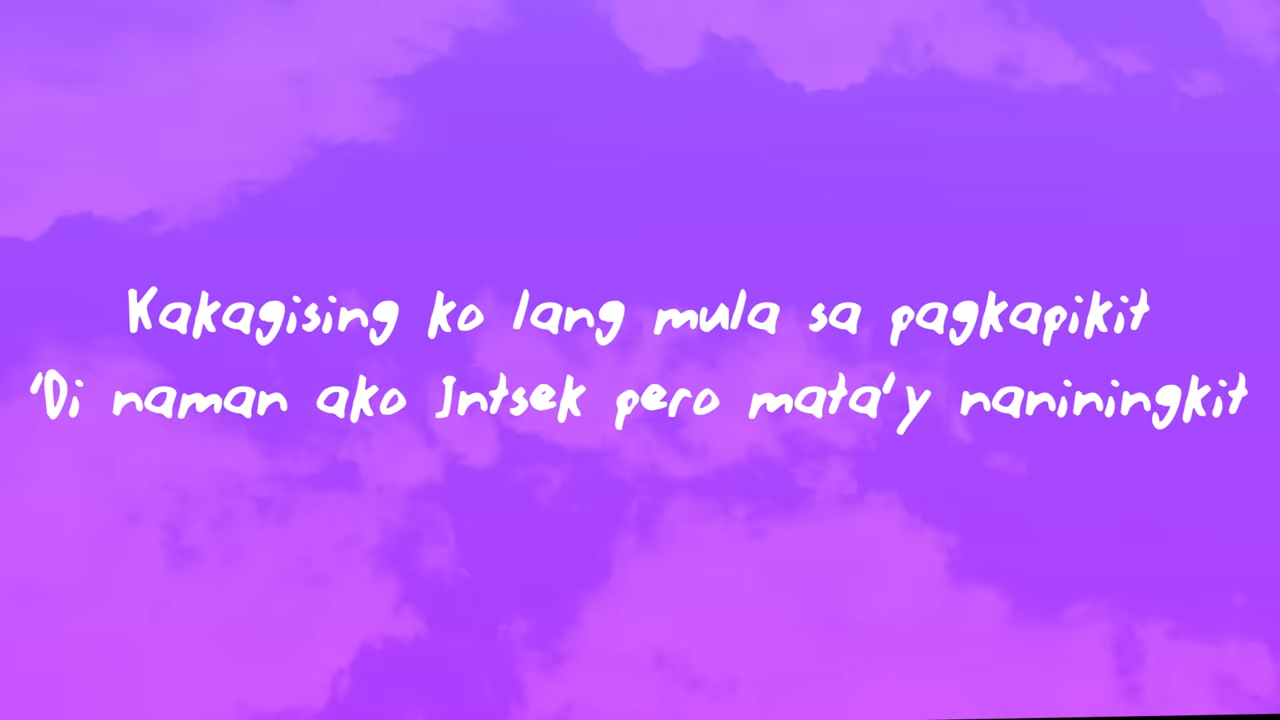 Kakagising ko lang mula sa pagkapikit
'Di naman ako Intsek pero mata'y naniningkit